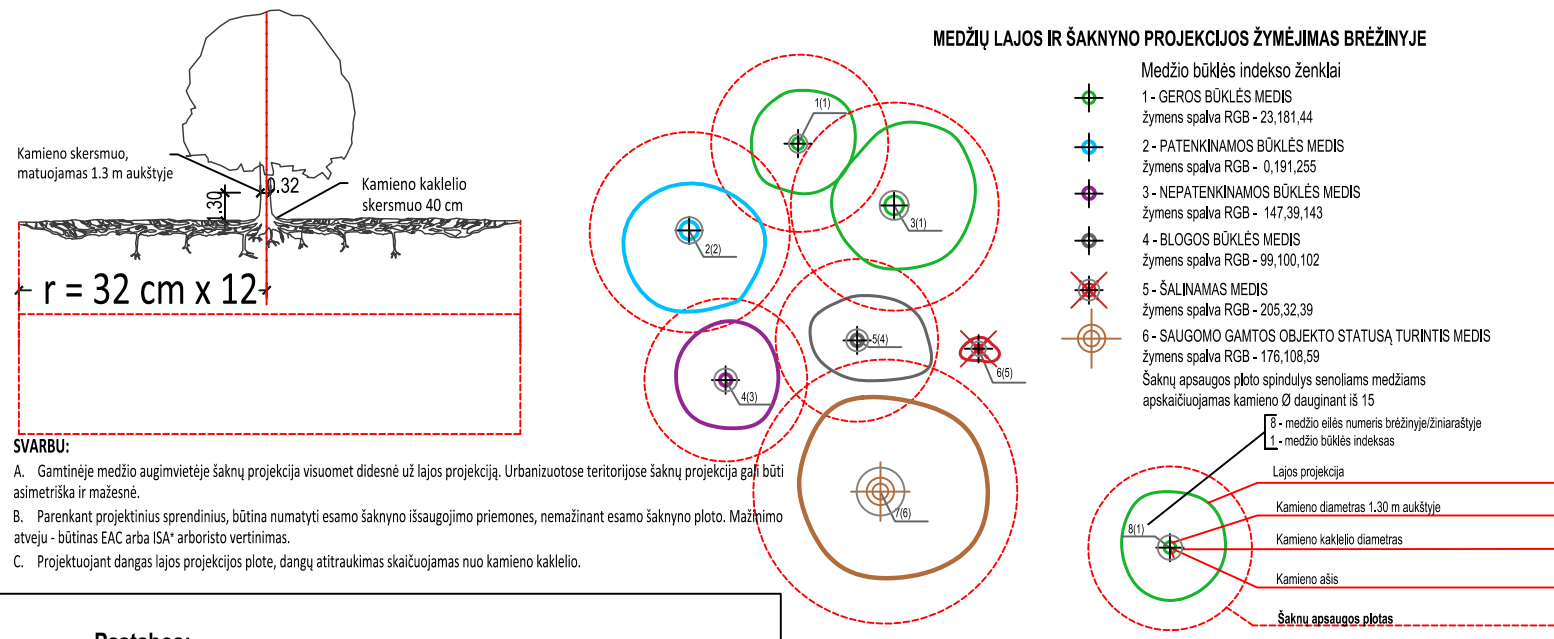 Kamieno skersmuo,
matuojamas 1.3 m aukštyje
0.32
1.30
Kamieno kaklelio
skersmuo 40 cm
r = 32 cm x 12
SVARBU:
A. Gamtinėje medžio augimvietėje šaknų projekcija visuomet didesnė už lajos projekciją. Urbanizuotose teritorijose šaknų projekcija gali būti
asimetriška ir mažesnė.
B. Parenkant projektinius sprendinius, būtina numatyti esamo šaknyno išsaugojimo priemones, nemažinant esamo šaknyno ploto. Mažinimo
atveju - būtinas EAC arba ISA* arboristo vertinimas.
C. Projektuojant dangas lajos projekcijos plote, dangų atitraukimas skaičiuojamas nuo kamieno kaklelio.
1(1)
3(1)
2(2)
5(4)
6(5)
4(3)
7(6)
MEDŽIŲ LAJOS IR ŠAKNYNO PROJEKCIJOS ŽYMĖJIMAS BRĖŽINYJE
Medžio būklės indekso ženklai
1 - GEROS BŪKLĖS MEDIS
žymens spalva RGB - 23,181,44
2 - PATENKINAMOS BŪKLĖS MEDIS
žymens spalva RGB - 0,191,255
3 - NEPATENKINAMOS BŪKLĖS MEDIS
žymens spalva RGB - 147,39,143
4 - BLOGOS BŪKLĖS MEDIS
žymens spalva RGB - 99,100,102
5 - ŠALINAMAS MEDIS
žymens spalva RGB - 205,32,39
6 - SAUGOMO GAMTOS OBJEKTO STATUSĄ TURINTIS MEDIS
žymens spalva RGB - 176,108,59
Šaknų apsaugos ploto spindulys senoliams medžiams
apskaičiuojamas kamieno Ø dauginant iš 15
8 - medžio eilės numeris brėžinyje/žiniaraštyje
1 - medžio būklės indeksas
Lajos projekcija
Kamieno diametras 1.30 m aukštyje
8(1)
Kamieno kaklelio diametras
Kamieno ašis
Šaknų apsaugos plotas